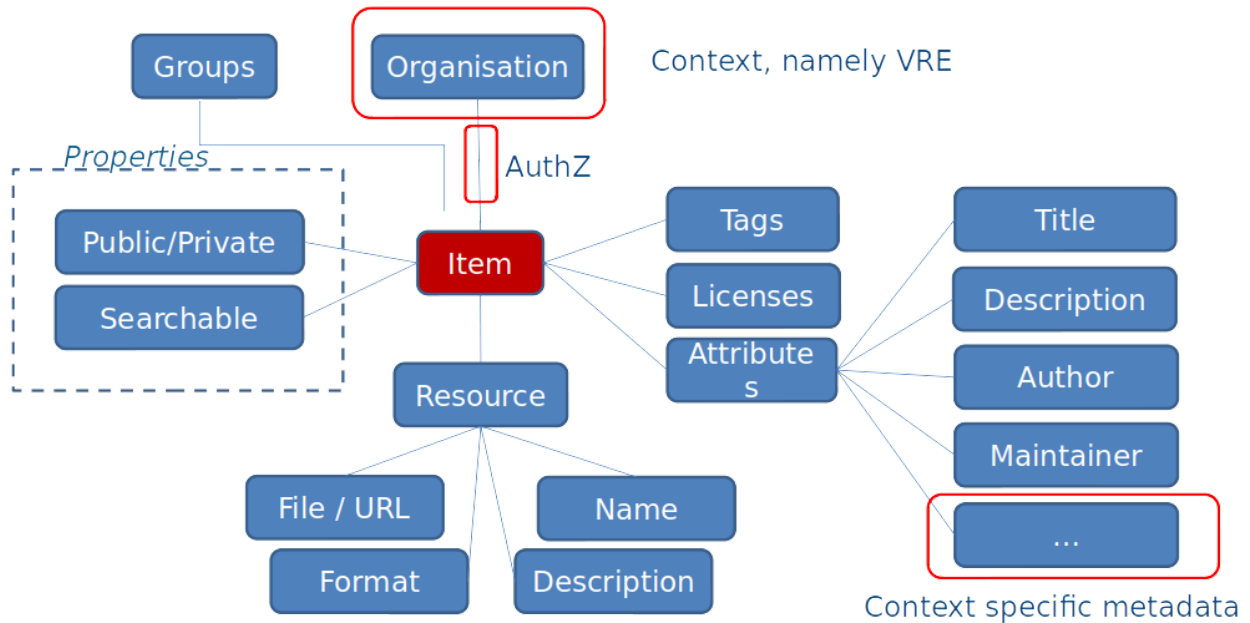 Groups
Organisation
Context, namely VRE
Properties
AuthZ
Public/Private
Searchable
Item
Tags
Licenses
Attribute
s
Title
Description
Author
Maintainer
...
Context specific metadata
Resource
File / URL
Name
Format
Description